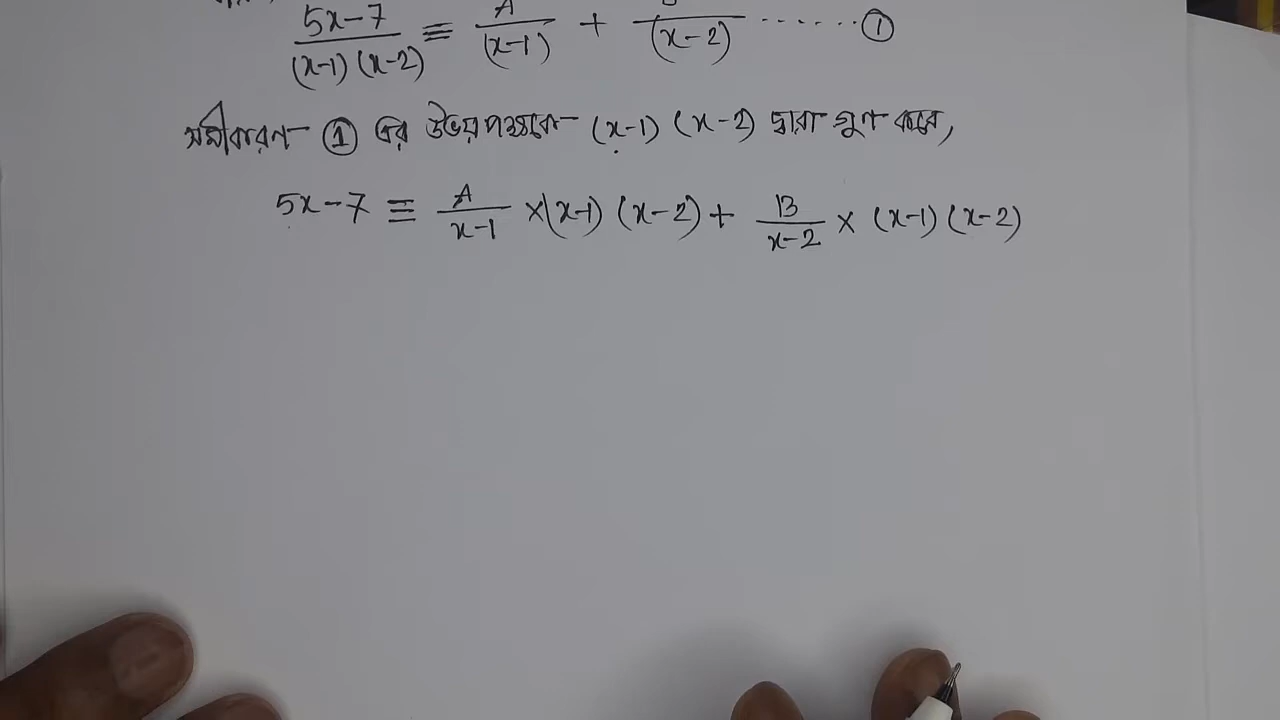 5x-7/(x-1)(x-2) ≡ A/(x-1) + B/(x-2) ...... ①
সমীকরণ ① এর উভয়পক্ষকে (x-1) (x-2) দ্বারা গুণ করে,
5x-7 ≡ A/x-1 ×(x-1) (x-2) + B/x-2 × (x-1) (x-2)